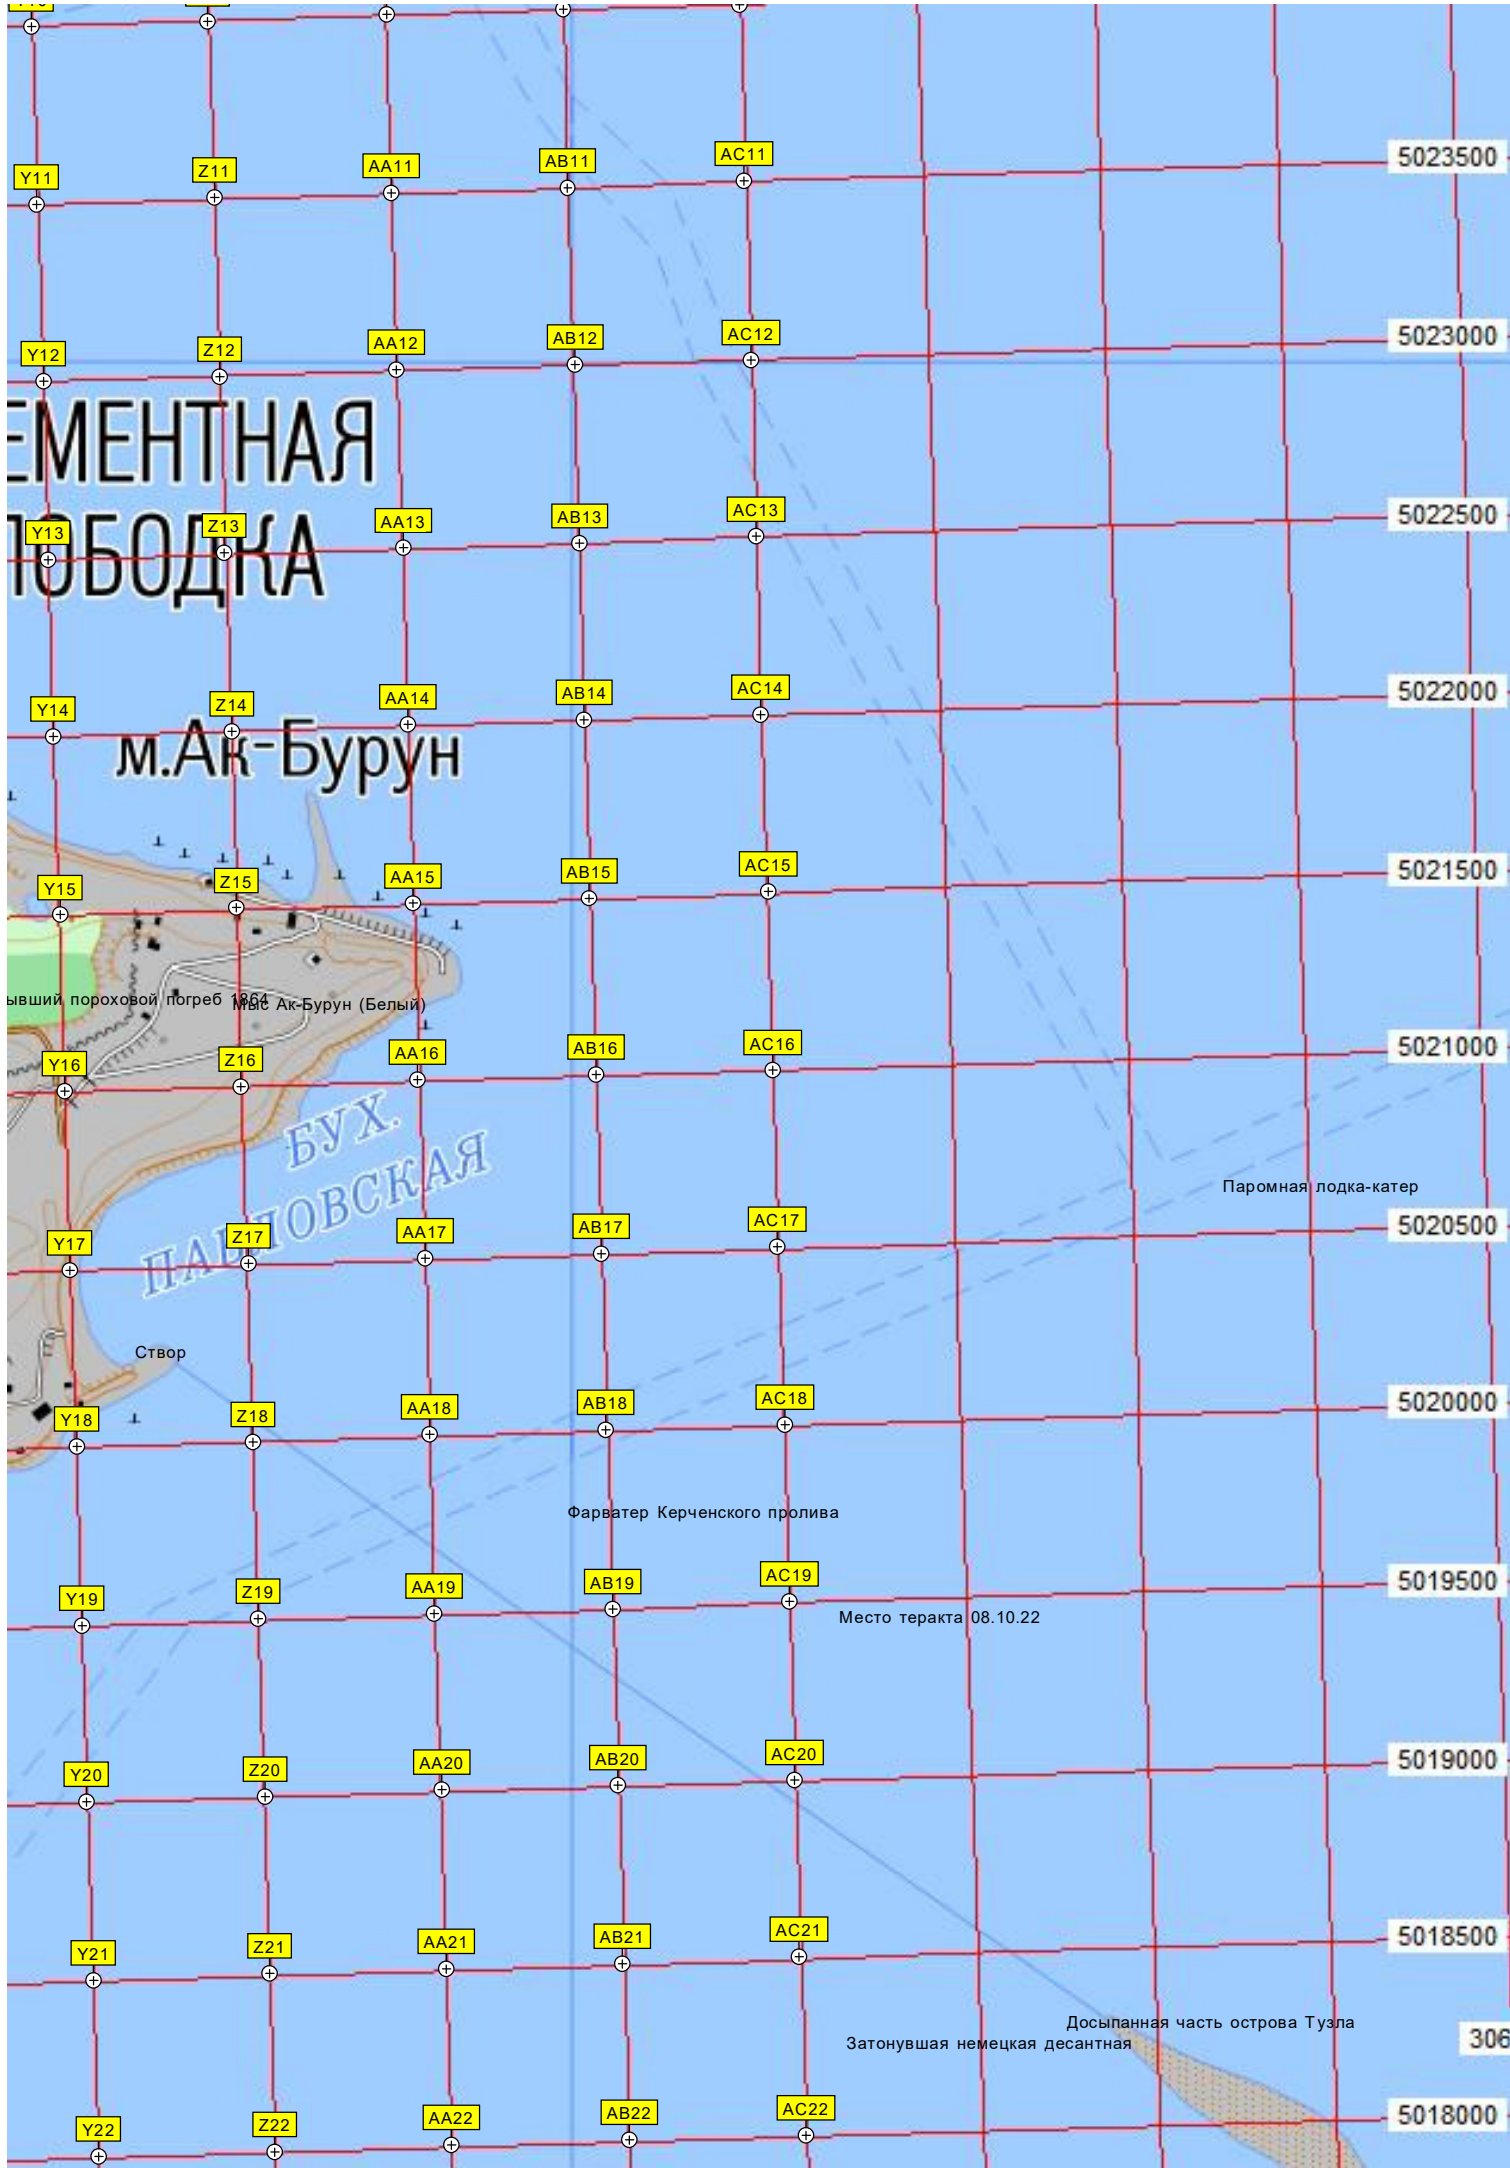 Y11 Z11 AA11 AB11 AC11 5023500
Y12 Z12 AA12 AB12 AC12 5023000
ЕМЕНТНАЯ
Y13 Z13 AA13 AB13 AC13 5022500
ЛОБОДКА
Y14 Z14 AA14 AB14 AC14 5022000
м.Ак-Бурун
Y15 Z15 AA15 AB15 AC15 5021500
ывший пороховой погреб 1864
Мыс Ак-Бурун (Белый)
Y16 Z16 AA16 AB16 AC16 5021000
БУХ.
ПАВЛОВСКАЯ
Паромная лодка-катер
Y17 Z17 AA17 AB17 AC17 5020500
Створ
Y18 Z18 AA18 AB18 AC18 5020000
Фарватер Керченского пролива
Y19 Z19 AA19 AB19 AC19 5019500
Место теракта 08.10.22
Y20 Z20 AA20 AB20 AC20 5019000
Y21 Z21 AA21 AB21 AC21 5018500
Досыпанная часть острова Тузла
Затонувшая немецкая десантная
306
Y22 Z22 AA22 AB22 AC22 5018000